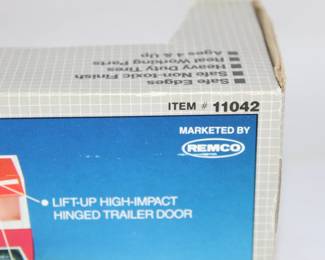 ■ Safe Edges
■ Safe Non-toxic Finish
■ Heavy Duty Tires
■ Real Working Parts
■ Ages 4 & Up
ITEM # 11042
MARKETED BY
REMCO
• LIFT-UP HIGH-IMPACT
HINGED TRAILER DOOR